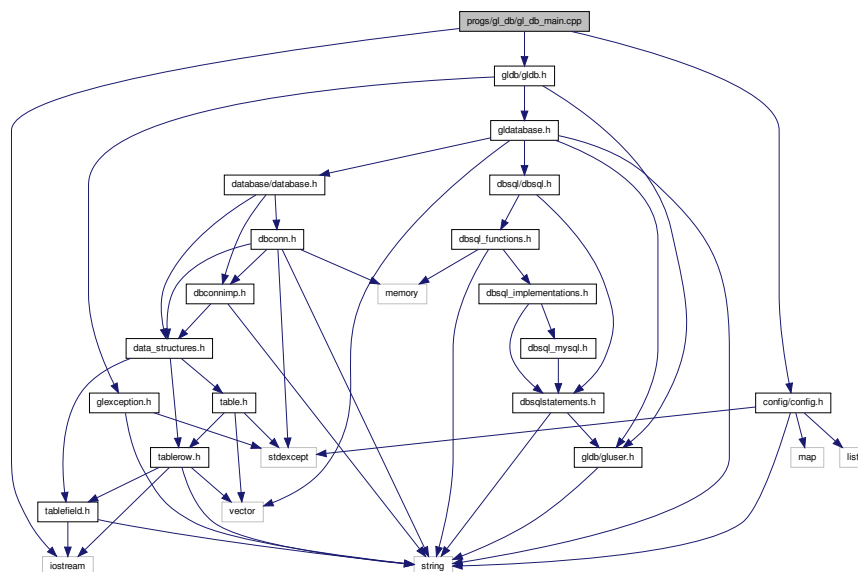 progs/gl_db/gl_db_main.cpp
gldb/gldb.h
gldatabase.h
database/database.h
dbsql/dbsql.h
dbconn.h
dbsql_functions.h
dbconnimp.h
memory
dbsql_implementations.h
data_structures.h
dbsql_mysql.h
glexception.h
table.h
dbsqlstatements.h
config/config.h
tablerow.h
stdexcept
gldb/gluser.h
map
list
tablefield.h
vector
iostream
string